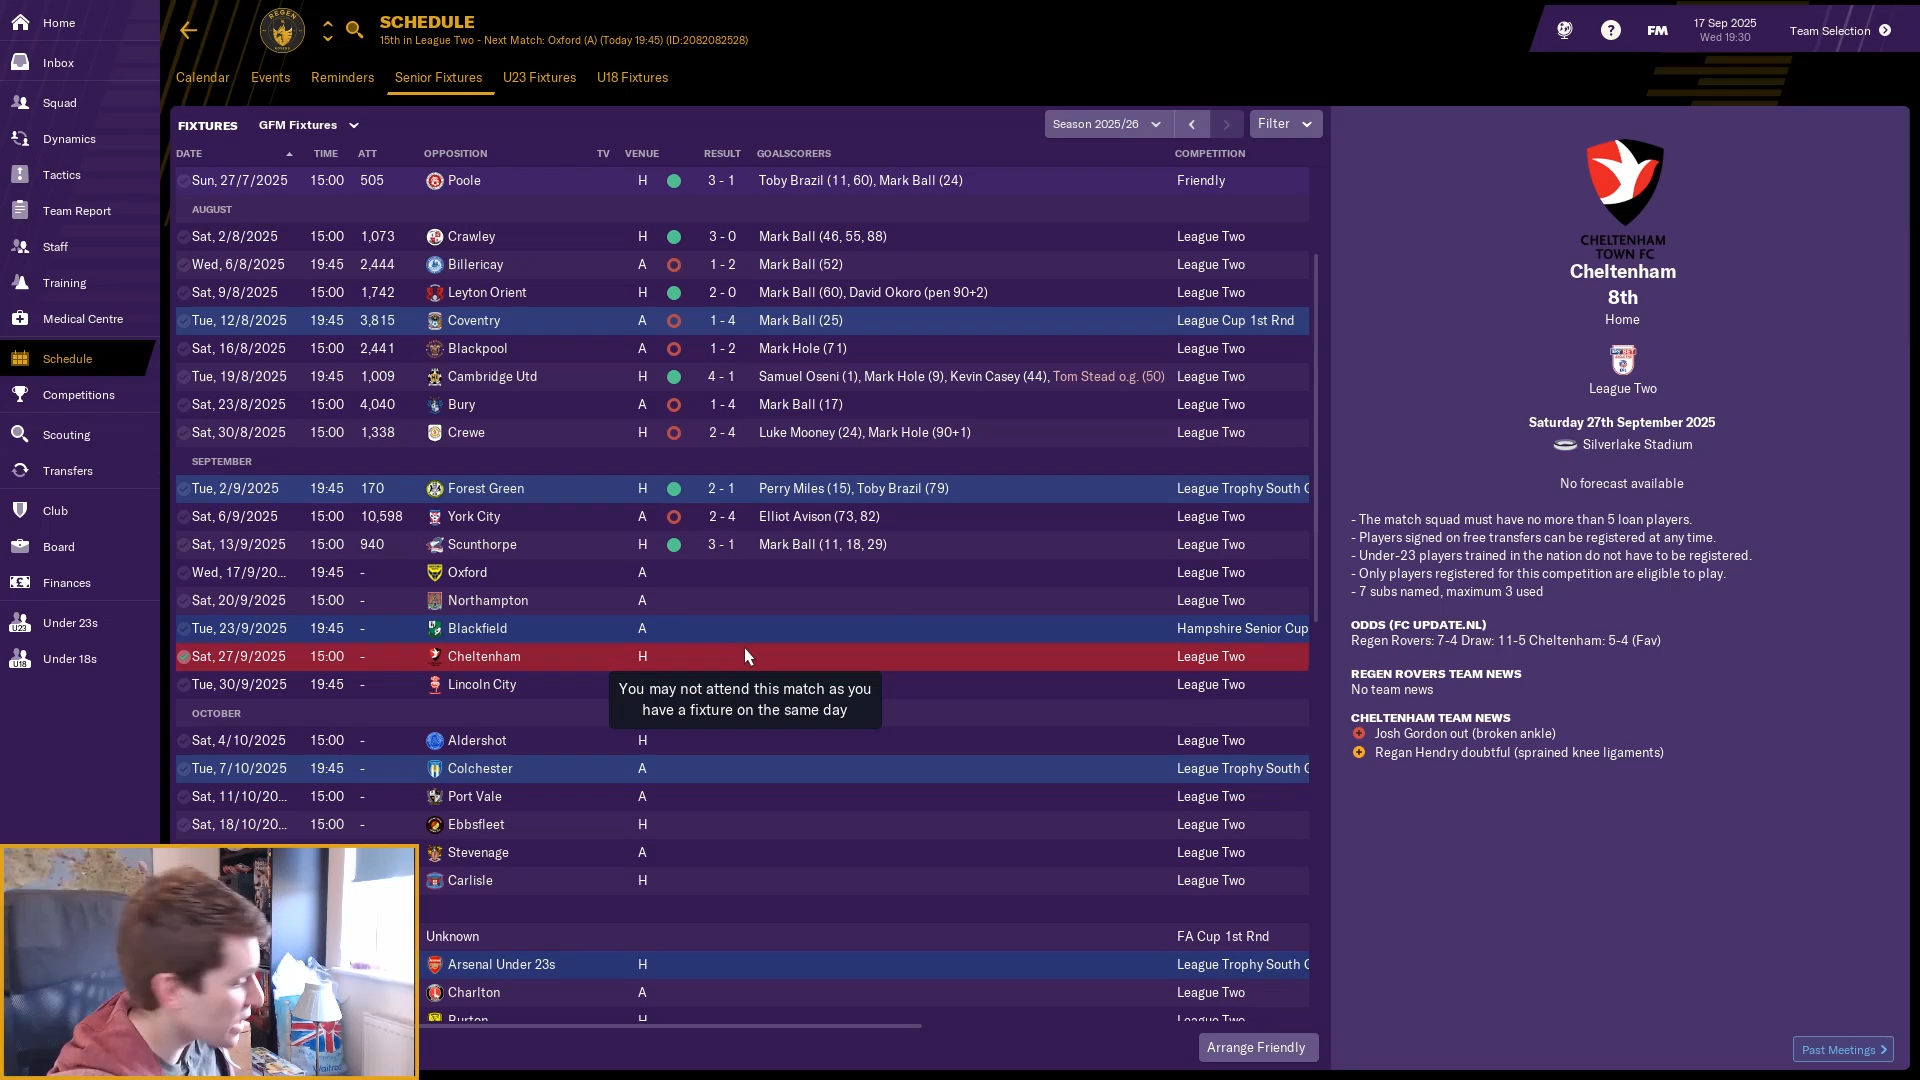 Home
Inbox
Squad
Dynamics
Tactics
Team Report
Staff
Training
Medical Centre
Schedule
Competitions
Scouting
Transfers
Club
Board
Finances
U23 Under 23s
U18 Under 18s
REGEN
SCHEDULE
15th in League Two - Next Match: Oxford (A) (Today 19:45) (ID:2082082528)
? FM 17 Sep 2025
Wed 19:30
Team Selection
Calendar Events Reminders Senior Fixtures U23 Fixtures U18 Fixtures
FIXTURES GFM Fixtures Season 2025/26 Filter
DATE TIME ATT OPPOSITION TV VENUE RESULT GOALSCORERS COMPETITION
Sun, 27/7/2025 15:00 505 Poole H 3 - 1 Toby Brazil (11, 60), Mark Ball (24) Friendly
AUGUST
Sat, 2/8/2025 15:00 1,073 Crawley H 3 - 0 Mark Ball (46, 55, 88) League Two
Wed, 6/8/2025 19:45 2,444 Billericay A 1 - 2 Mark Ball (52) League Two
Sat, 9/8/2025 15:00 1,742 Leyton Orient H 2 - 0 Mark Ball (60), David Okoro (pen 90+2) League Two
Tue, 12/8/2025 19:45 3,815 Coventry A 1 - 4 Mark Ball (25) League Cup 1st Rnd
Sat, 16/8/2025 15:00 2,441 Blackpool A 1 - 2 Mark Hole (71) League Two
Tue, 19/8/2025 19:45 1,009 Cambridge Utd H 4 - 1 Samuel Oseni (1), Mark Hole (9), Kevin Casey (44), Tom Stead o.g. (50) League Two
Sat, 23/8/2025 15:00 4,040 Bury A 1 - 4 Mark Ball (17) League Two
Sat, 30/8/2025 15:00 1,338 Crewe H 2 - 4 Luke Mooney (24), Mark Hole (90+1) League Two
SEPTEMBER
Tue, 2/9/2025 19:45 170 Forest Green H 2 - 1 Perry Miles (15), Toby Brazil (79) League Trophy South G
Sat, 6/9/2025 15:00 10,598 York City A 2 - 4 Elliot Avison (73, 82) League Two
Sat, 13/9/2025 15:00 940 Scunthorpe H 3 - 1 Mark Ball (11, 18, 29) League Two
Wed, 17/9/20... 19:45 - Oxford A League Two
Sat, 20/9/2025 15:00 - Northampton A League Two
Tue, 23/9/2025 19:45 - Blackfield A Hampshire Senior Cup
Sat, 27/9/2025 15:00 - Cheltenham H League Two
Tue, 30/9/2025 19:45 - Lincoln City League Two
You may not attend this match as you
have a fixture on the same day
OCTOBER
Sat, 4/10/2025 15:00 - Aldershot H League Two
Tue, 7/10/2025 19:45 - Colchester A League Trophy South G
Sat, 11/10/20... 15:00 - Port Vale A League Two
Sat, 18/10/20... 15:00 - Ebbsfleet H League Two
Stevenage A League Two
Carlisle H League Two
Unknown FA Cup 1st Rnd
Arsenal Under 23s H League Trophy South G
Charlton A League Two
Burton H League Two
Arrange Friendly
CHELTENHAM
TOWN FC
Cheltenham
8th
Home
SKY BET
EFL
League Two
Saturday 27th September 2025
Silverlake Stadium
No forecast available
- The match squad must have no more than 5 loan players.
- Players signed on free transfers can be registered at any time.
- Under-23 players trained in the nation do not have to be registered.
- Only players registered for this competition are eligible to play.
- 7 subs named, maximum 3 used
ODDS (FC UPDATE.NL)
Regen Rovers: 7-4 Draw: 11-5 Cheltenham: 5-4 (Fav)
REGEN ROVERS TEAM NEWS
No team news
CHELTENHAM TEAM NEWS
Josh Gordon out (broken ankle)
Regan Hendry doubtful (sprained knee ligaments)
Past Meetings
Waitrose